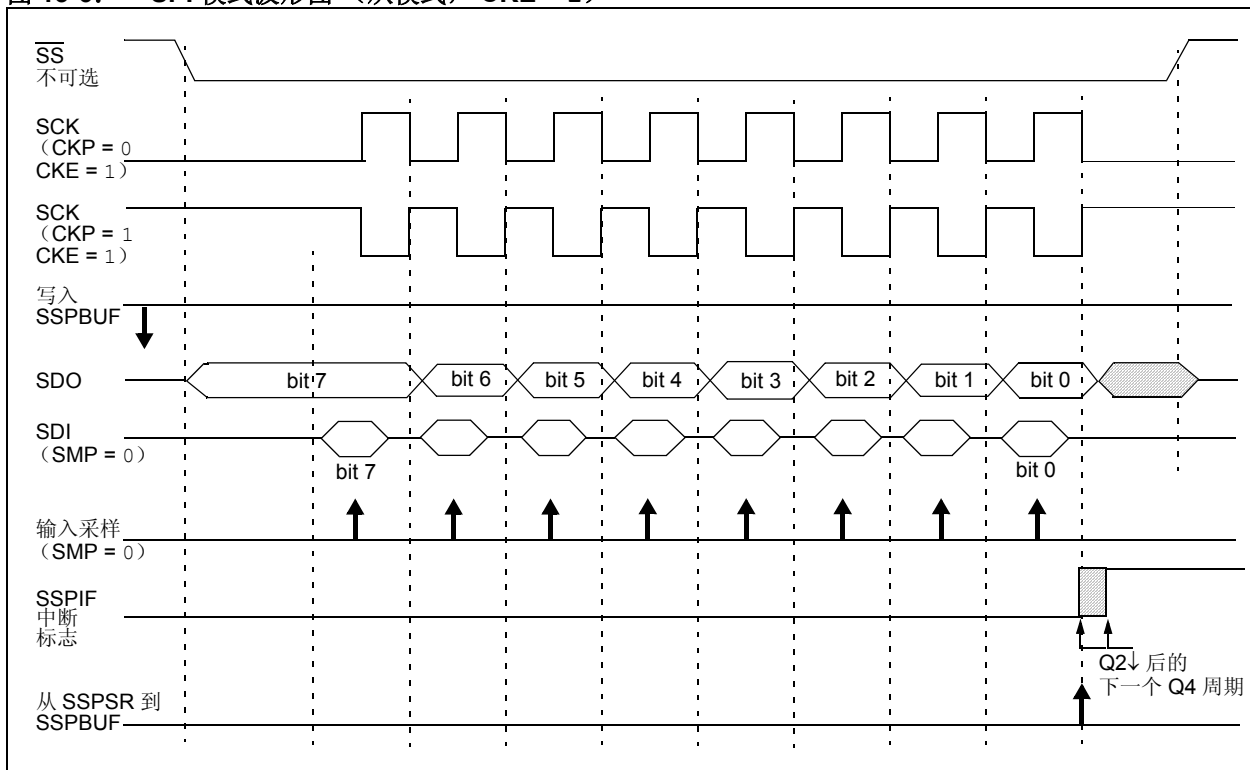 SS
不可选
SCK
（CKP = 0
CKE = 1）
SCK
（CKP = 1
CKE = 1）
写入
SSPBUF
SDO
bit 7
bit 6
bit 5
bit 4
bit 3
bit 2
bit 1
bit 0
SDI
（SMP = 0）
bit 7
bit 0
输入采样
（SMP = 0）
SSPIF
中断
标志
Q2↓ 后的
下一个 Q4 周期
从 SSPSR 到
SSPBUF